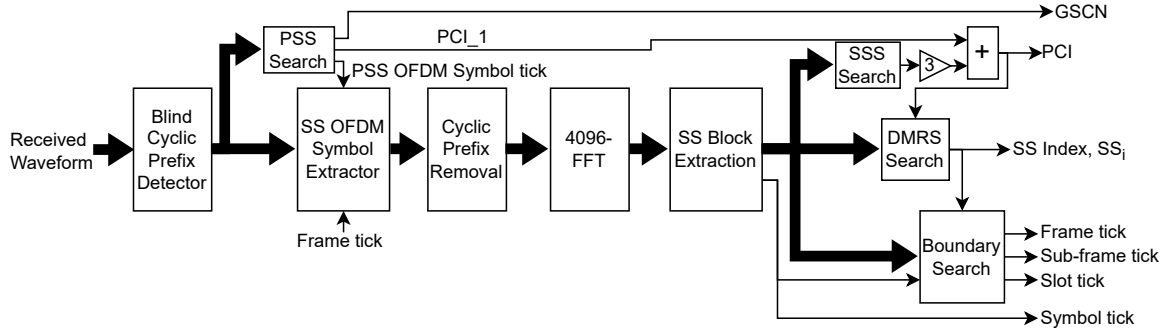 GSCN
PSS
Search
PCI_1
PSS OFDM Symbol tick
SSS
Search
3
+
PCI
Received
Waveform
Blind
Cyclic
Prefix
Detector
SS OFDM
Symbol
Extractor
Cyclic
Prefix
Removal
4096-
FFT
SS Block
Extraction
DMRS
Search
SS Index, SSi
Frame tick
Boundary
Search
Frame tick
Sub-frame tick
Slot tick
Symbol tick